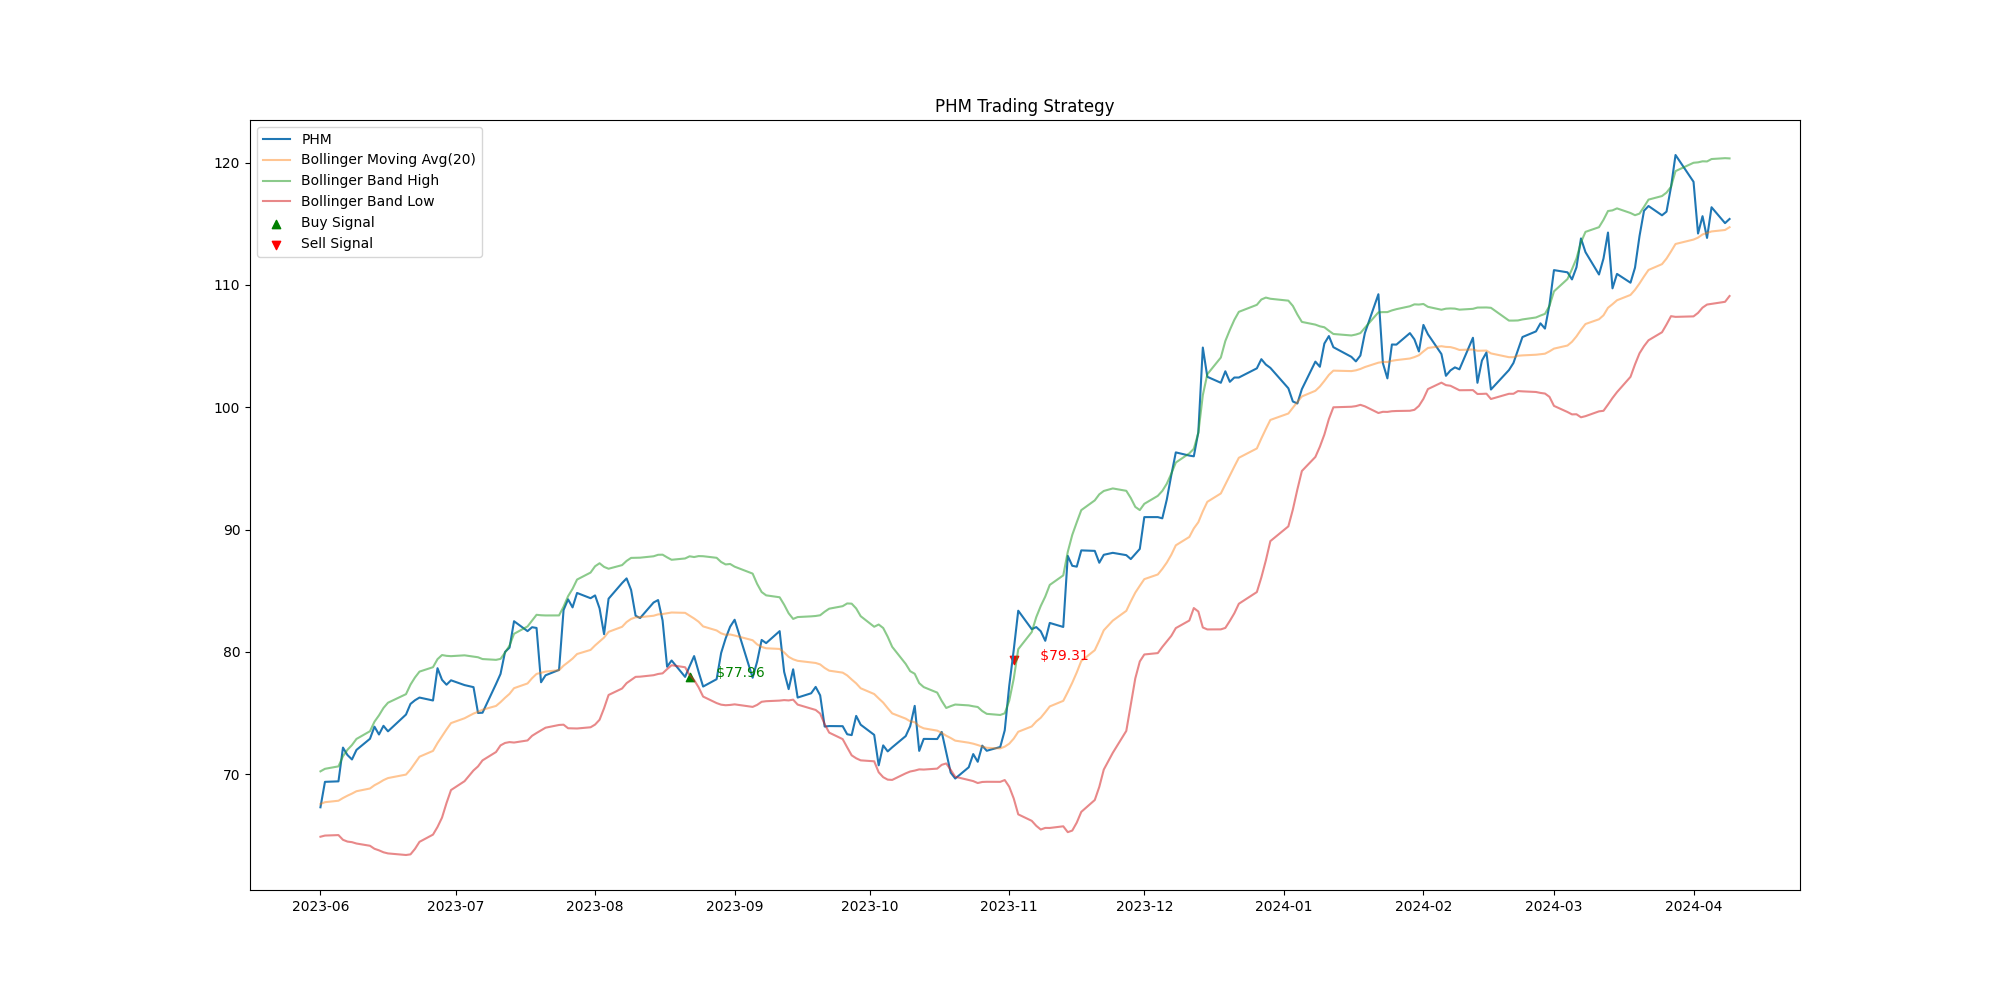 PHM Trading Strategy
PHM
Bollinger Moving Avg(20)
Bollinger Band High
Bollinger Band Low
Buy Signal
Sell Signal
120
110
100
90
80
70
$77.96
$79.31
2023-06 2023-07 2023-08 2023-09 2023-10 2023-11 2023-12 2024-01 2024-02 2024-03 2024-04